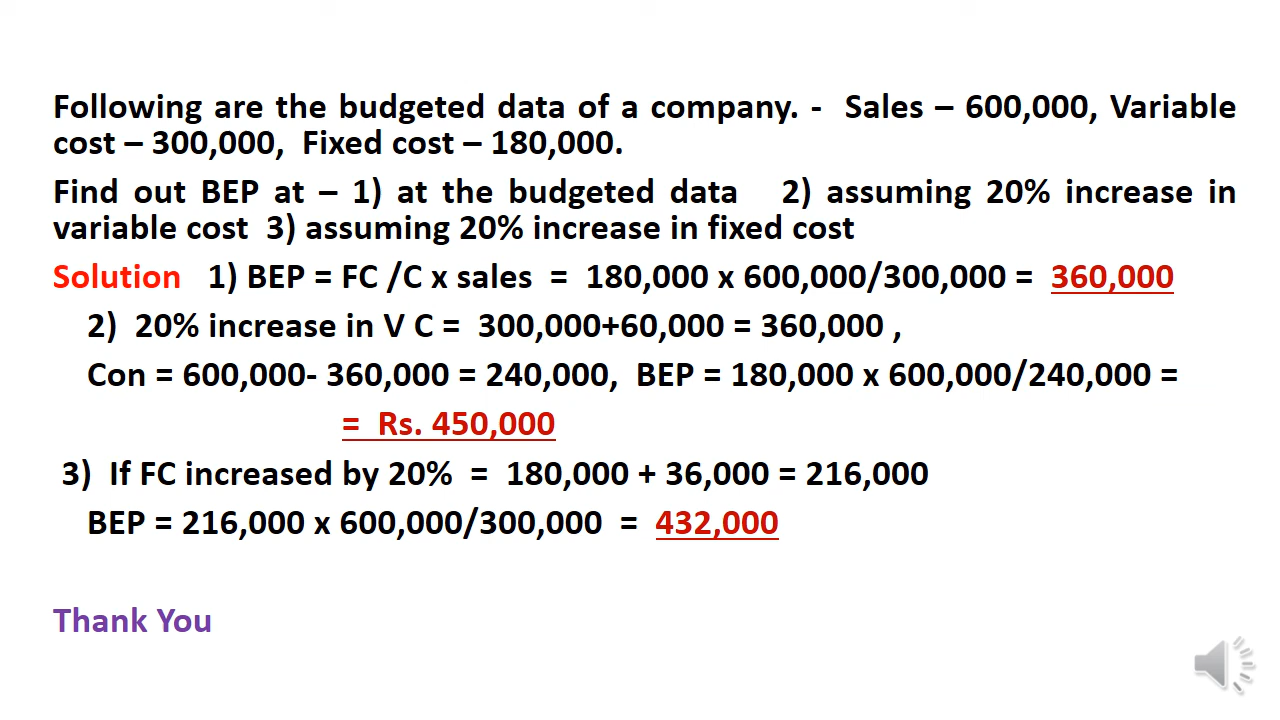 Following are the budgeted data of a company. - Sales – 600,000, Variable
cost – 300,000, Fixed cost – 180,000.
Find out BEP at – 1) at the budgeted data 2) assuming 20% increase in
variable cost 3) assuming 20% increase in fixed cost
Solution 1) BEP = FC /C x sales = 180,000 x 600,000/300,000 = 360,000
2) 20% increase in V C = 300,000+60,000 = 360,000 ,
Con = 600,000- 360,000 = 240,000, BEP = 180,000 x 600,000/240,000 =
= Rs. 450,000
3) If FC increased by 20% = 180,000 + 36,000 = 216,000
BEP = 216,000 x 600,000/300,000 = 432,000
Thank You